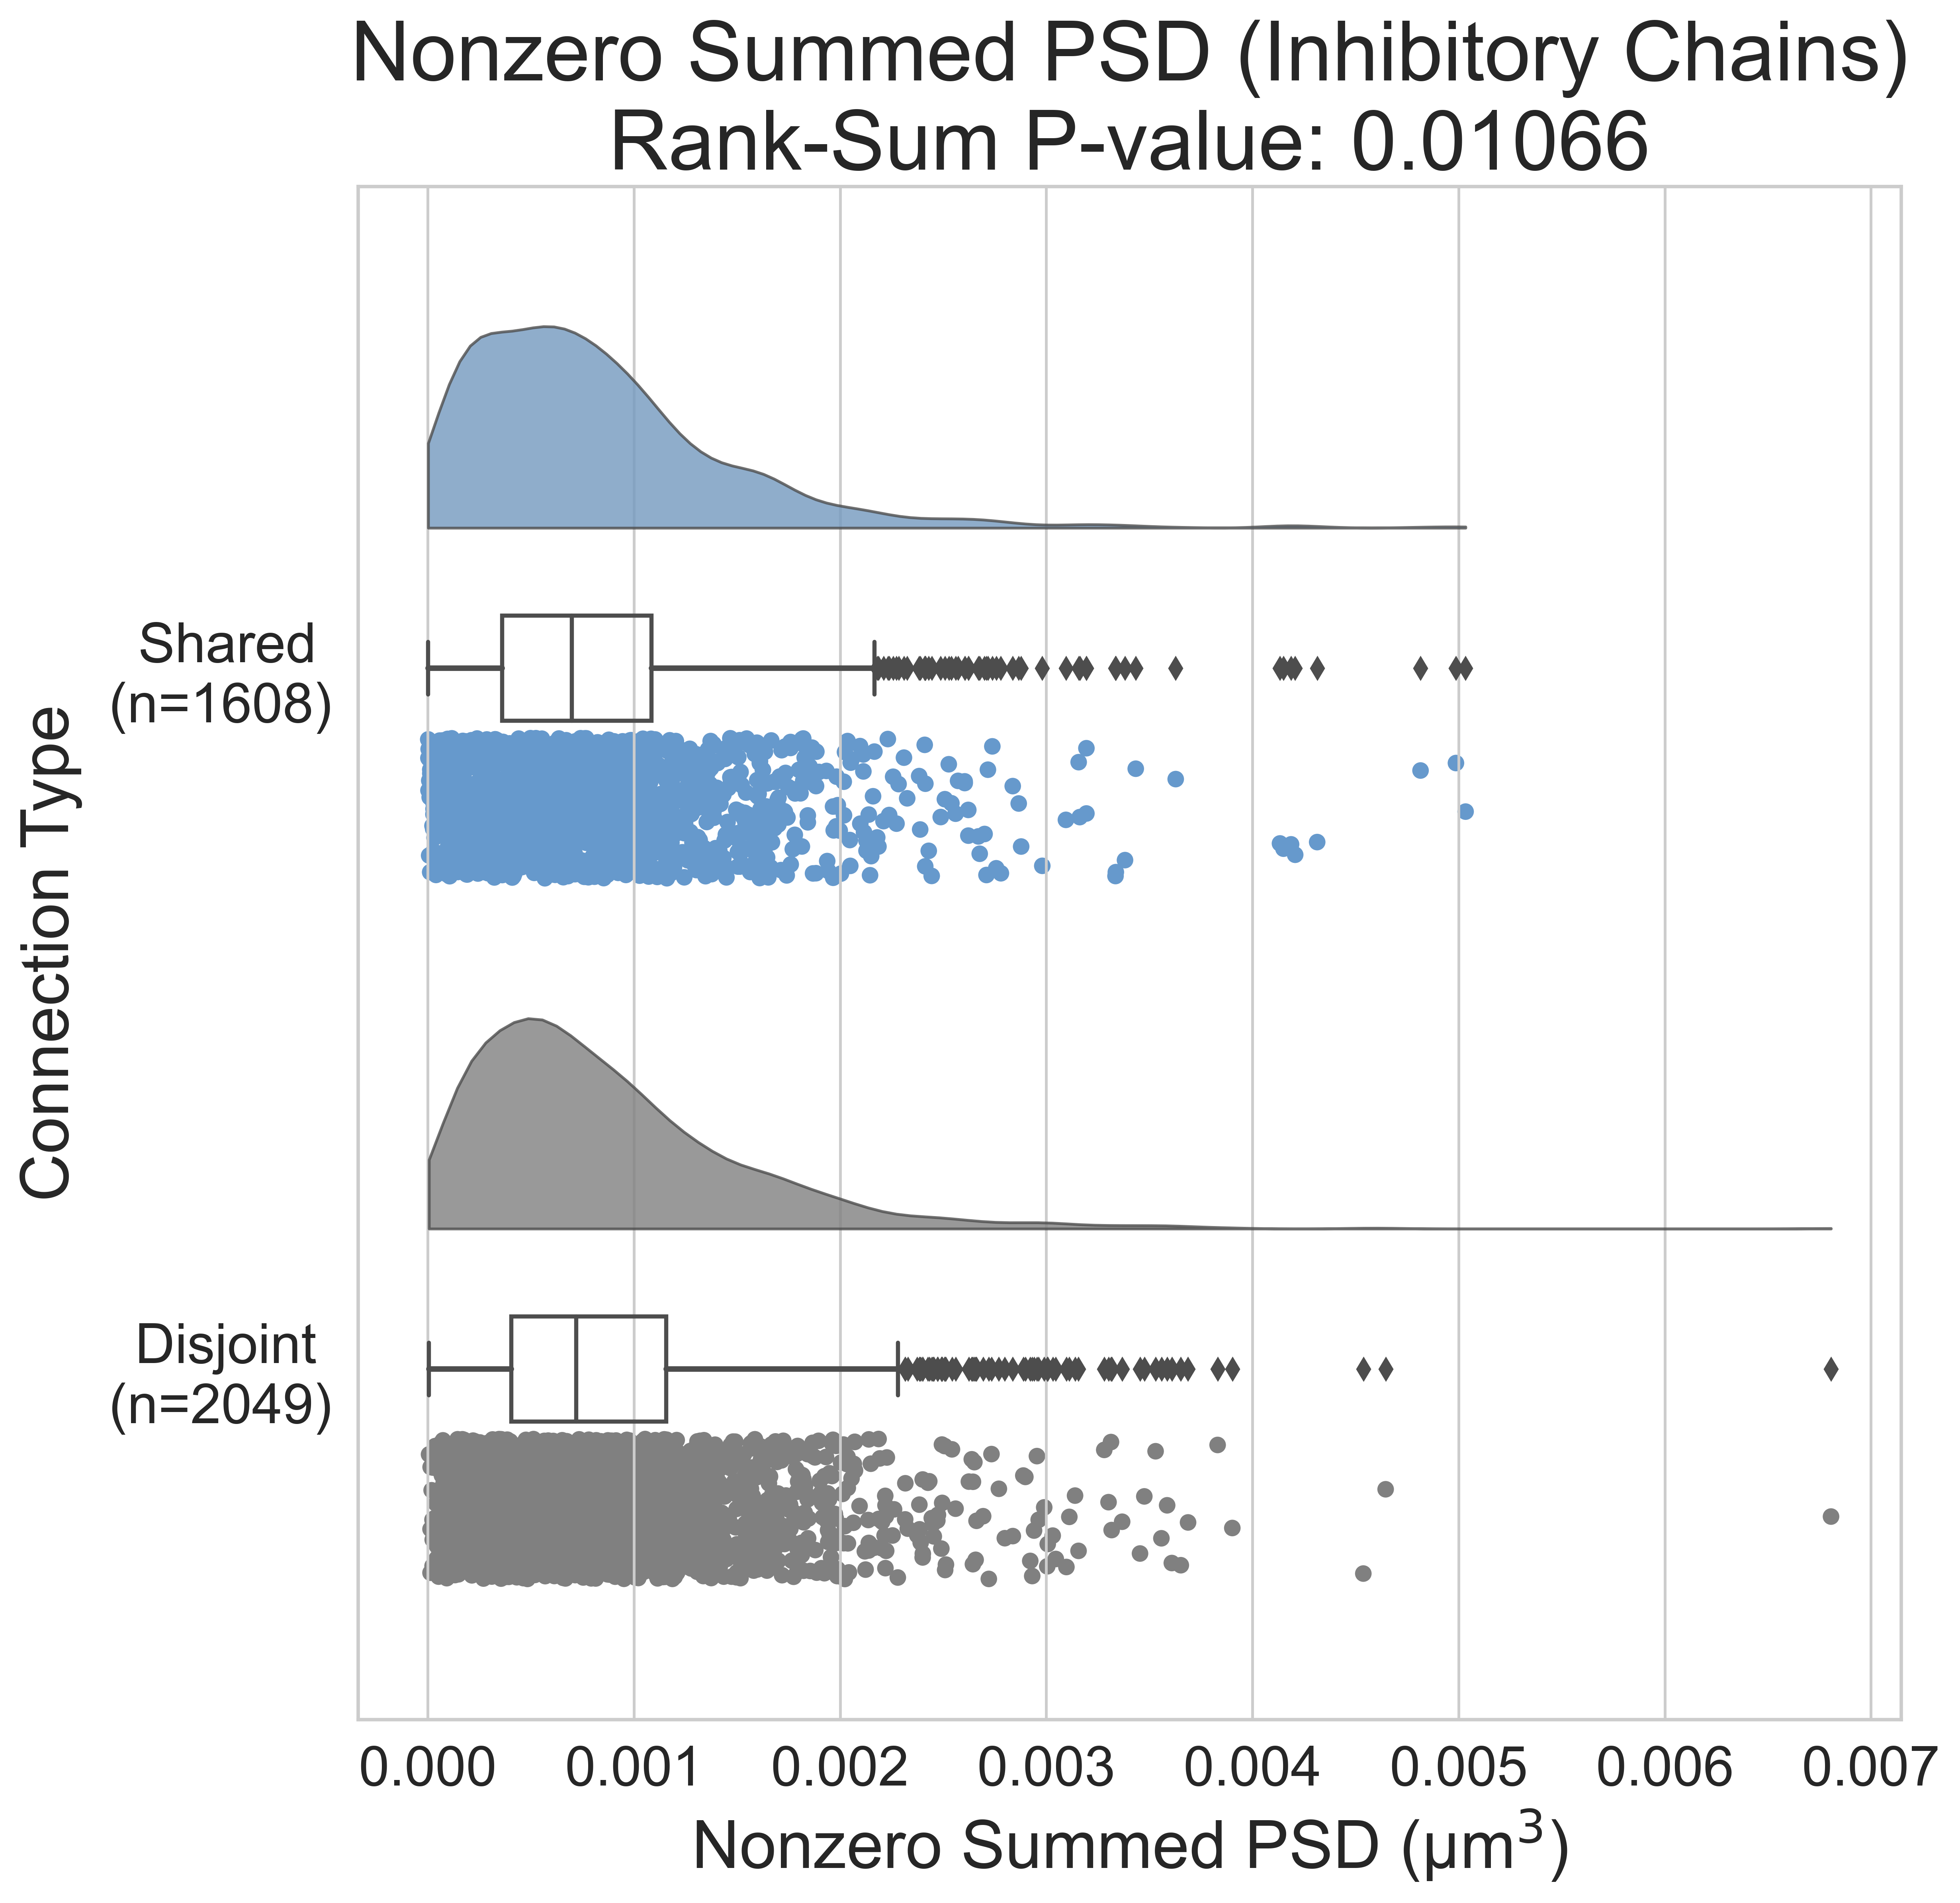 Nonzero Summed PSD (Inhibitory Chains)
Rank-Sum P-value: 0.01066
Connection Type
Shared
(n=1608)
Disjoint
(n=2049)
0.000 0.001 0.002 0.003 0.004 0.005 0.006 0.007
Nonzero Summed PSD (µm³)